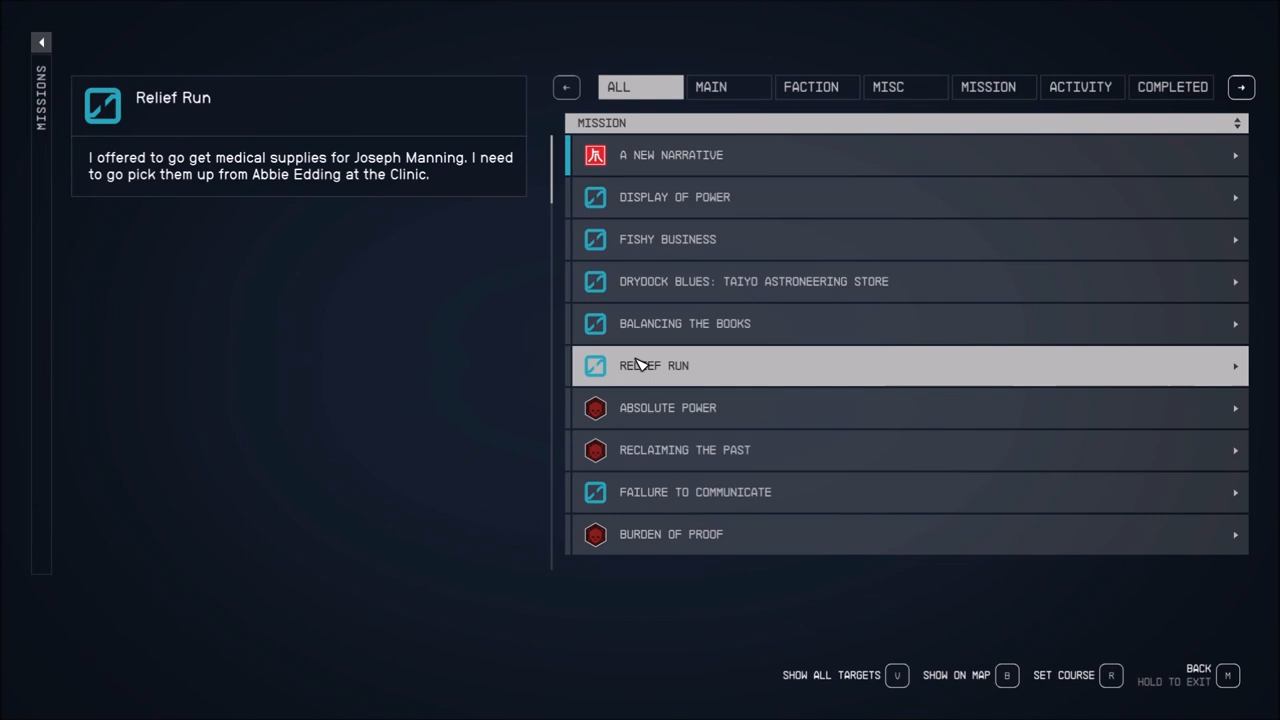 MISSIONS
Relief Run
I offered to go get medical supplies for Joseph Manning. I need
to go pick them up from Abbie Edding at the Clinic.
ALL MAIN FACTION MISC MISSION ACTIVITY COMPLETED
MISSION
A NEW NARRATIVE
DISPLAY OF POWER
FISHY BUSINESS
DRYDOCK BLUES: TAIYO ASTRONEERING STORE
BALANCING THE BOOKS
RELIEF RUN
ABSOLUTE POWER
RECLAIMING THE PAST
FAILURE TO COMMUNICATE
BURDEN OF PROOF
SHOW ALL TARGETS V SHOW ON MAP B SET COURSE R BACK M
HOLD TO EXIT